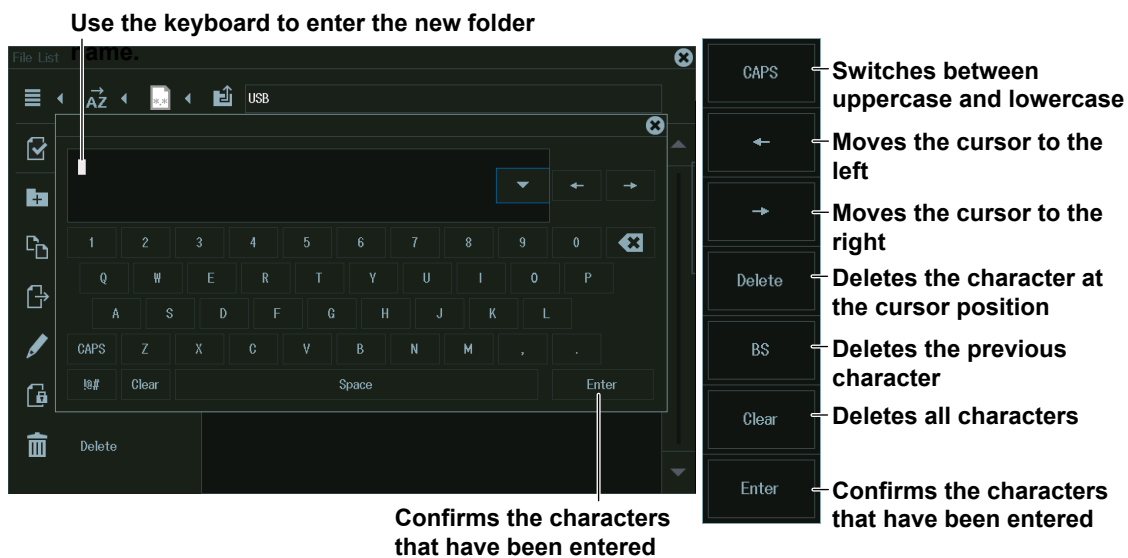 Use the keyboard to enter the new folder
name.
File List
AZ
*.*
USB
1 2 3 4 5 6 7 8 9 0
Q W E R T Y U I O P
A S D F G H J K L
CAPS Z X C V B N M , .
!@# Clear Space Enter
Delete
Confirms the characters
that have been entered
CAPS
Switches between
uppercase and lowercase
Moves the cursor to the
left
Moves the cursor to the
right
Delete
Deletes the character at
the cursor position
BS
Deletes the previous
character
Clear
Deletes all characters
Enter
Confirms the characters
that have been entered